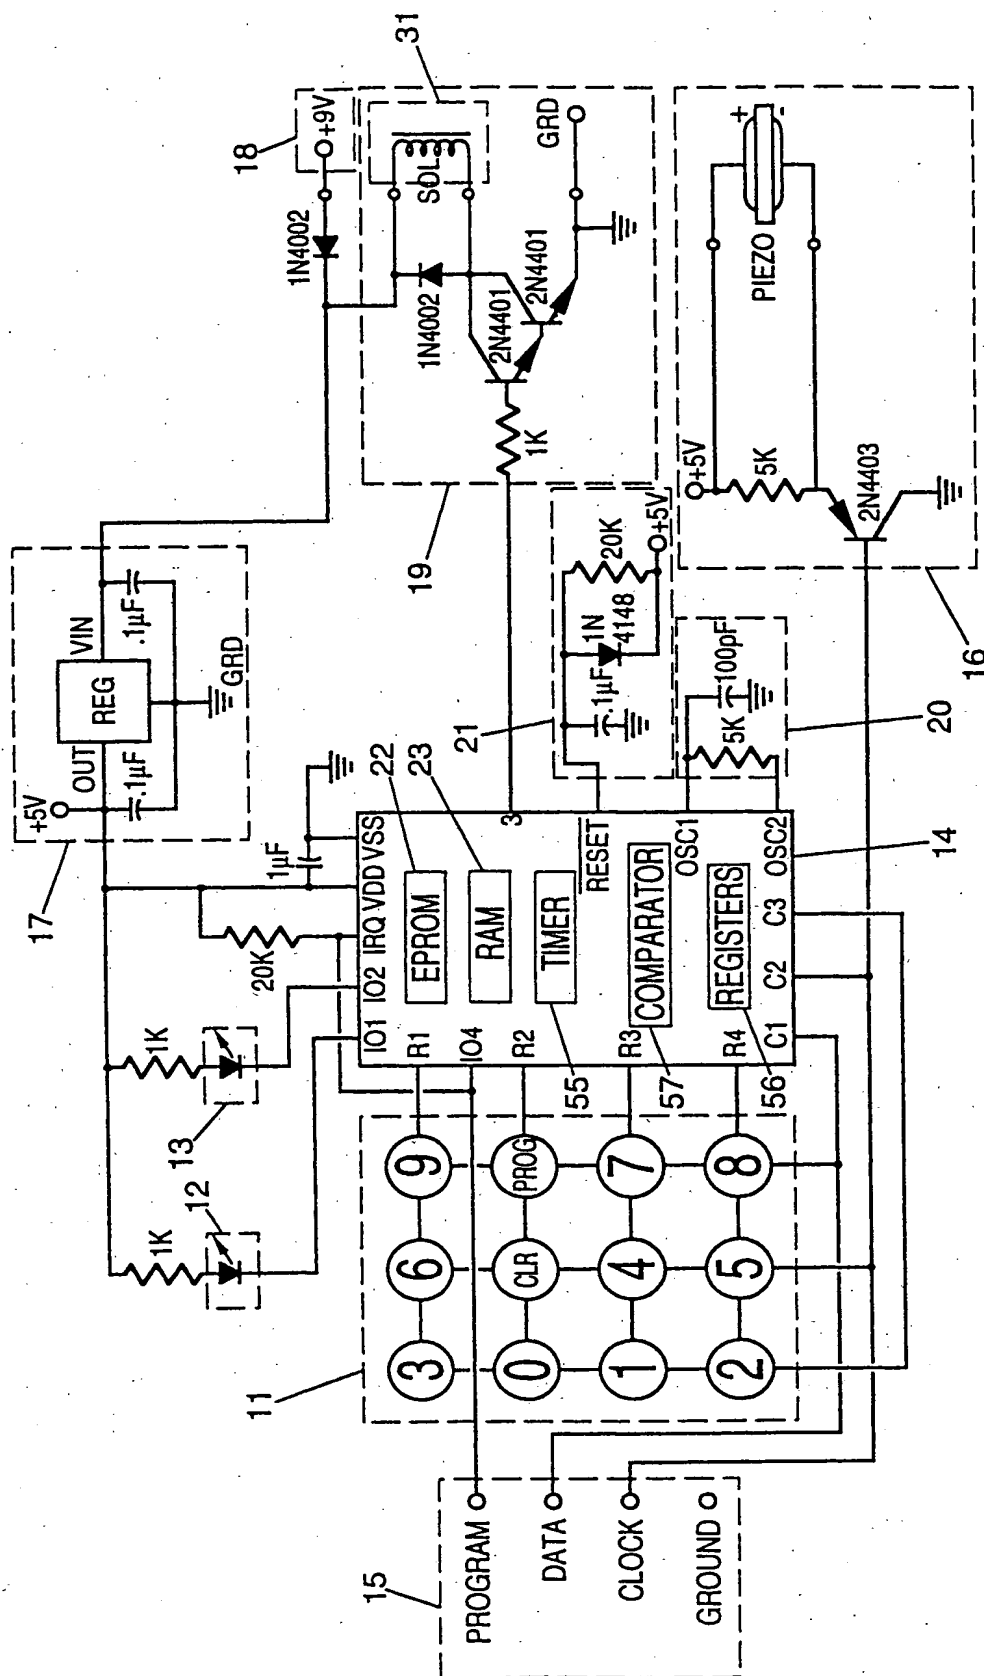 31
18
+9V
1N4002
SOL
1N4002
GRD
2N4401
2N4401
1K
19
17
+5V
OUT
VIN
REG
.1µF
.1µF
GRD
+5V
PIEZO
+
-
5K
2N4403
16
21
.1µF
1N
4148
20K
+5V
5K
100pF
20
1K
12
1K
13
20K
1µF
IO1
IO2
IRQ
VDD
VSS
22
23
EPROM
RAM
TIMER
COMPARATOR
REGISTERS
3
RESET
OSC1
OSC2
14
R1
IO4
R2
R3
R4
C1
C2
C3
55
57
56
11
3
6
9
0
CLR
PROG
1
4
7
2
5
8
15
PROGRAM
DATA
CLOCK
GROUND